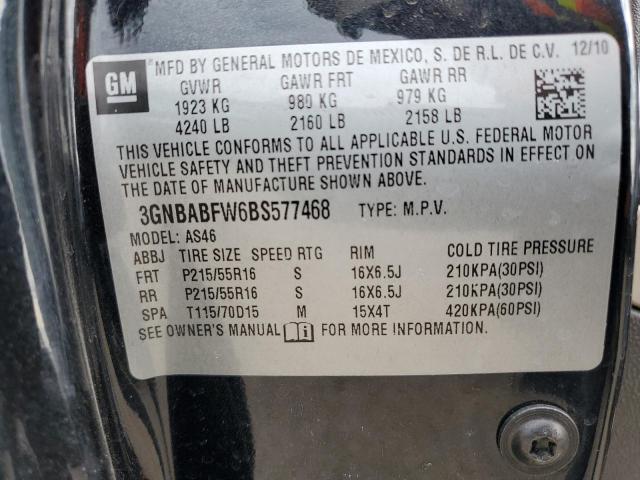 GM
*MFD BY GENERAL MOTORS DE MEXICO, S. DE R.L. DE C.V. 12/10
GVWR GAWR FRT GAWR RR
1923 KG 980 KG 979 KG
4240 LB 2160 LB 2158 LB
THIS VEHICLE CONFORMS TO ALL APPLICABLE U.S. FEDERAL MOTOR
VEHICLE SAFETY AND THEFT PREVENTION STANDARDS IN EFFECT ON
THE DATE OF MANUFACTURE SHOWN ABOVE.
3GNBABFW6BS577468 TYPE: M.P.V.
MODEL: AS46
ABBJ TIRE SIZE SPEED RTG RIM COLD TIRE PRESSURE
FRT P215/55R16 S 16X6.5J 210KPA(30PSI)
RR P215/55R16 S 16X6.5J 210KPA(30PSI)
SPA T115/70D15 M 15X4T 420KPA(60PSI)
SEE OWNER'S MANUAL FOR MORE INFORMATION.